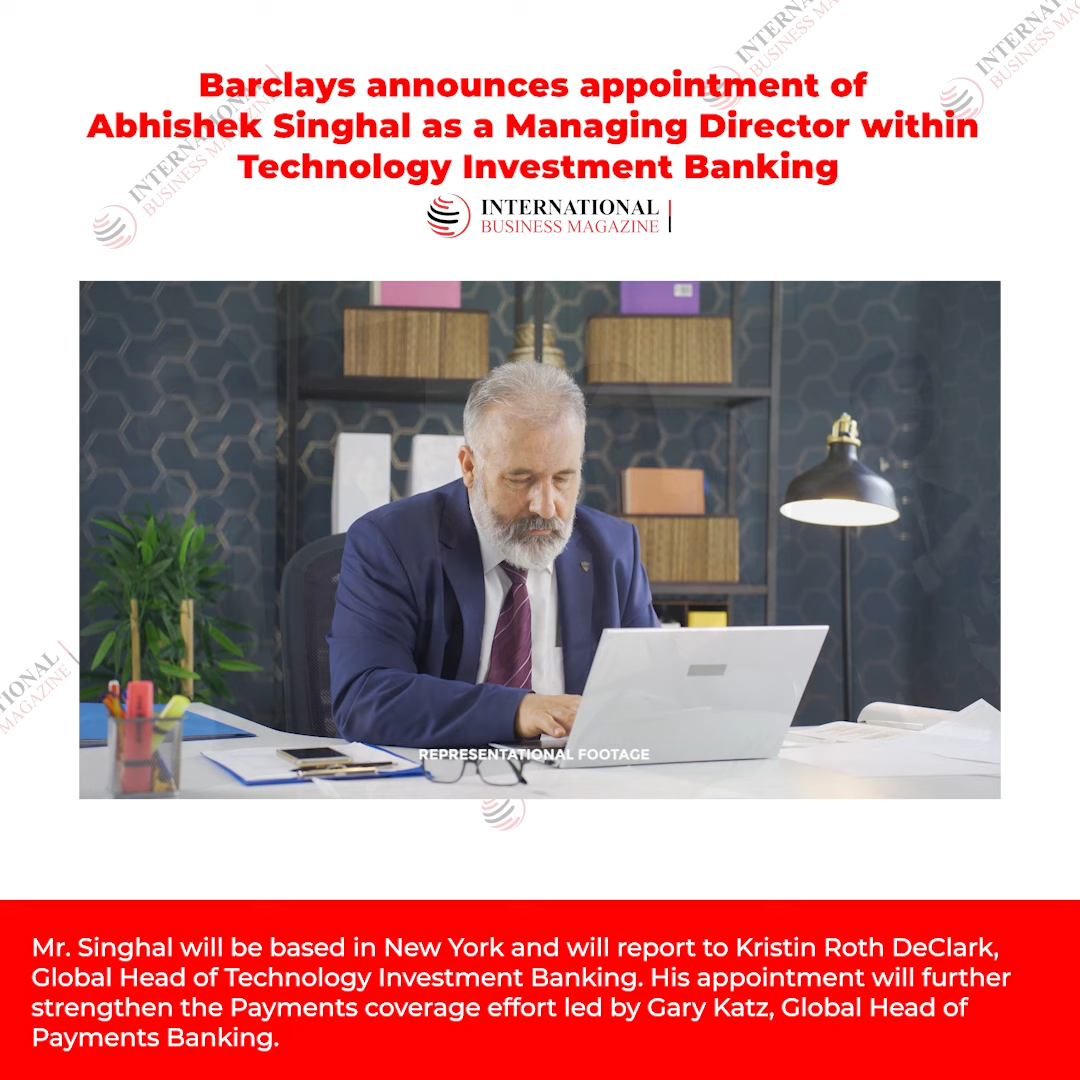 Barclays announces appointment of
Abhishek Singhal as a Managing Director within
Technology Investment Banking
INTERNATIONAL
BUSINESS MAGAZINE
INTERNATIONAL
BUSINESS MAGAZINE
REPRESENTATIONAL FOOTAGE
Mr. Singhal will be based in New York and will report to Kristin Roth DeClark,
Global Head of Technology Investment Banking. His appointment will further
strengthen the Payments coverage effort led by Gary Katz, Global Head of
Payments Banking.